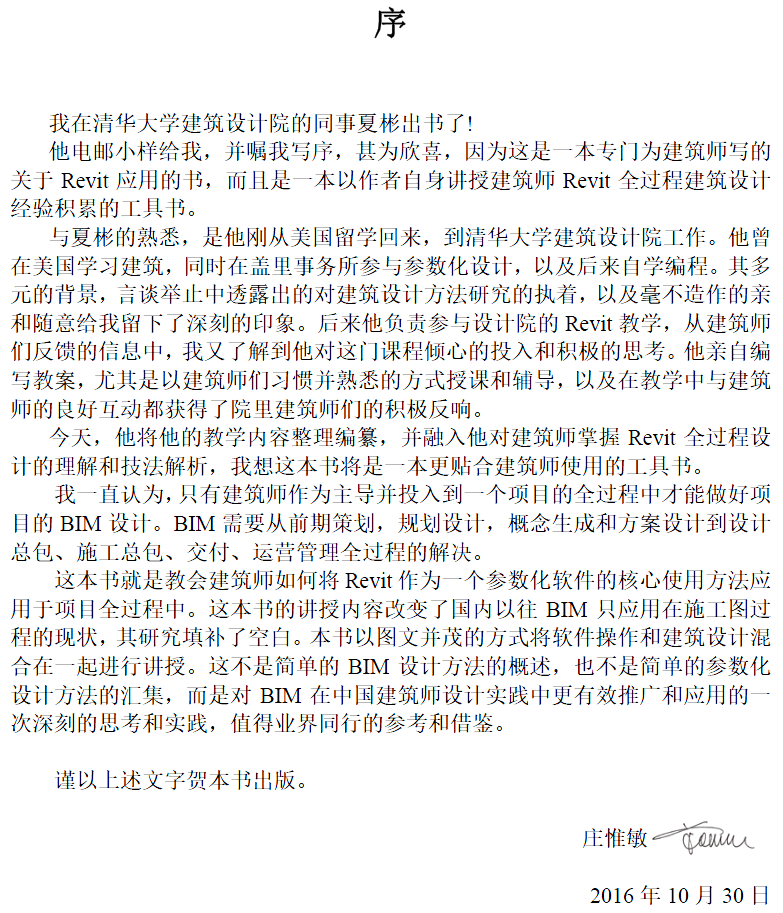 序
我在清华大学建筑设计院的同事夏彬出书了!
他电邮小样给我，并嘱我写序，甚为欣喜，因为这是一本专门为建筑师写的
关于 Revit 应用的书，而且是一本以作者自身讲授建筑师 Revit 全过程建筑设计
经验积累的工具书。
与夏彬的熟悉，是他刚从美国留学回来，到清华大学建筑设计院工作。他曾
在美国学习建筑，同时在盖里事务所参与参数化设计，以及后来自学编程。其多
元的背景，言谈举止中透露出的对建筑设计方法研究的执着，以及毫不造作的亲
和随意给我留下了深刻的印象。后来他负责参与设计院的 Revit 教学，从建筑师
们反馈的信息中，我又了解到他对这门课程倾心的投入和积极的思考。他亲自编
写教案，尤其是以建筑师们习惯并熟悉的方式授课和辅导，以及在教学中与建筑
师的良好互动都获得了院里建筑师们的积极反响。
今天，他将他的教学内容整理编纂，并融入他对建筑师掌握 Revit 全过程设
计的理解和技法解析，我想这本书将是一本更贴合建筑师使用的工具书。
我一直认为，只有建筑师作为主导并投入到一个项目的全过程中才能做好项
目的 BIM 设计。BIM 需要从前期策划，规划设计，概念生成和方案设计到设计
总包、施工总包、交付、运营管理全过程的解决。
这本书就是教会建筑师如何将 Revit 作为一个参数化软件的核心使用方法应
用于项目全过程中。这本书的讲授内容改变了国内以往 BIM 只应用在施工图过
程的现状，其研究填补了空白。本书以图文并茂的方式将软件操作和建筑设计混
合在一起进行讲授。这不是简单的 BIM 设计方法的概述，也不是简单的参数化
设计方法的汇集，而是对 BIM 在中国建筑师设计实践中更有效推广和应用的一
次深刻的思考和实践，值得业界同行的参考和借鉴。
谨以上述文字贺本书出版。
庄惟敏
2016 年 10 月 30 日